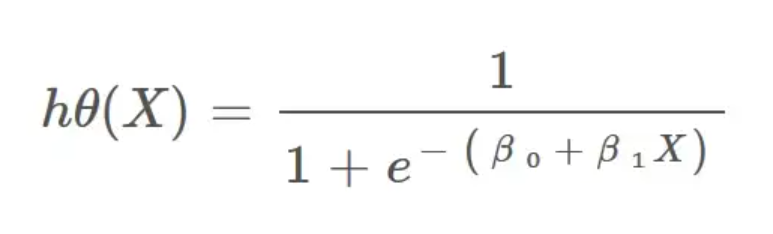 hθ(X) = 1 / 1 + e^−(β₀ + β₁X)